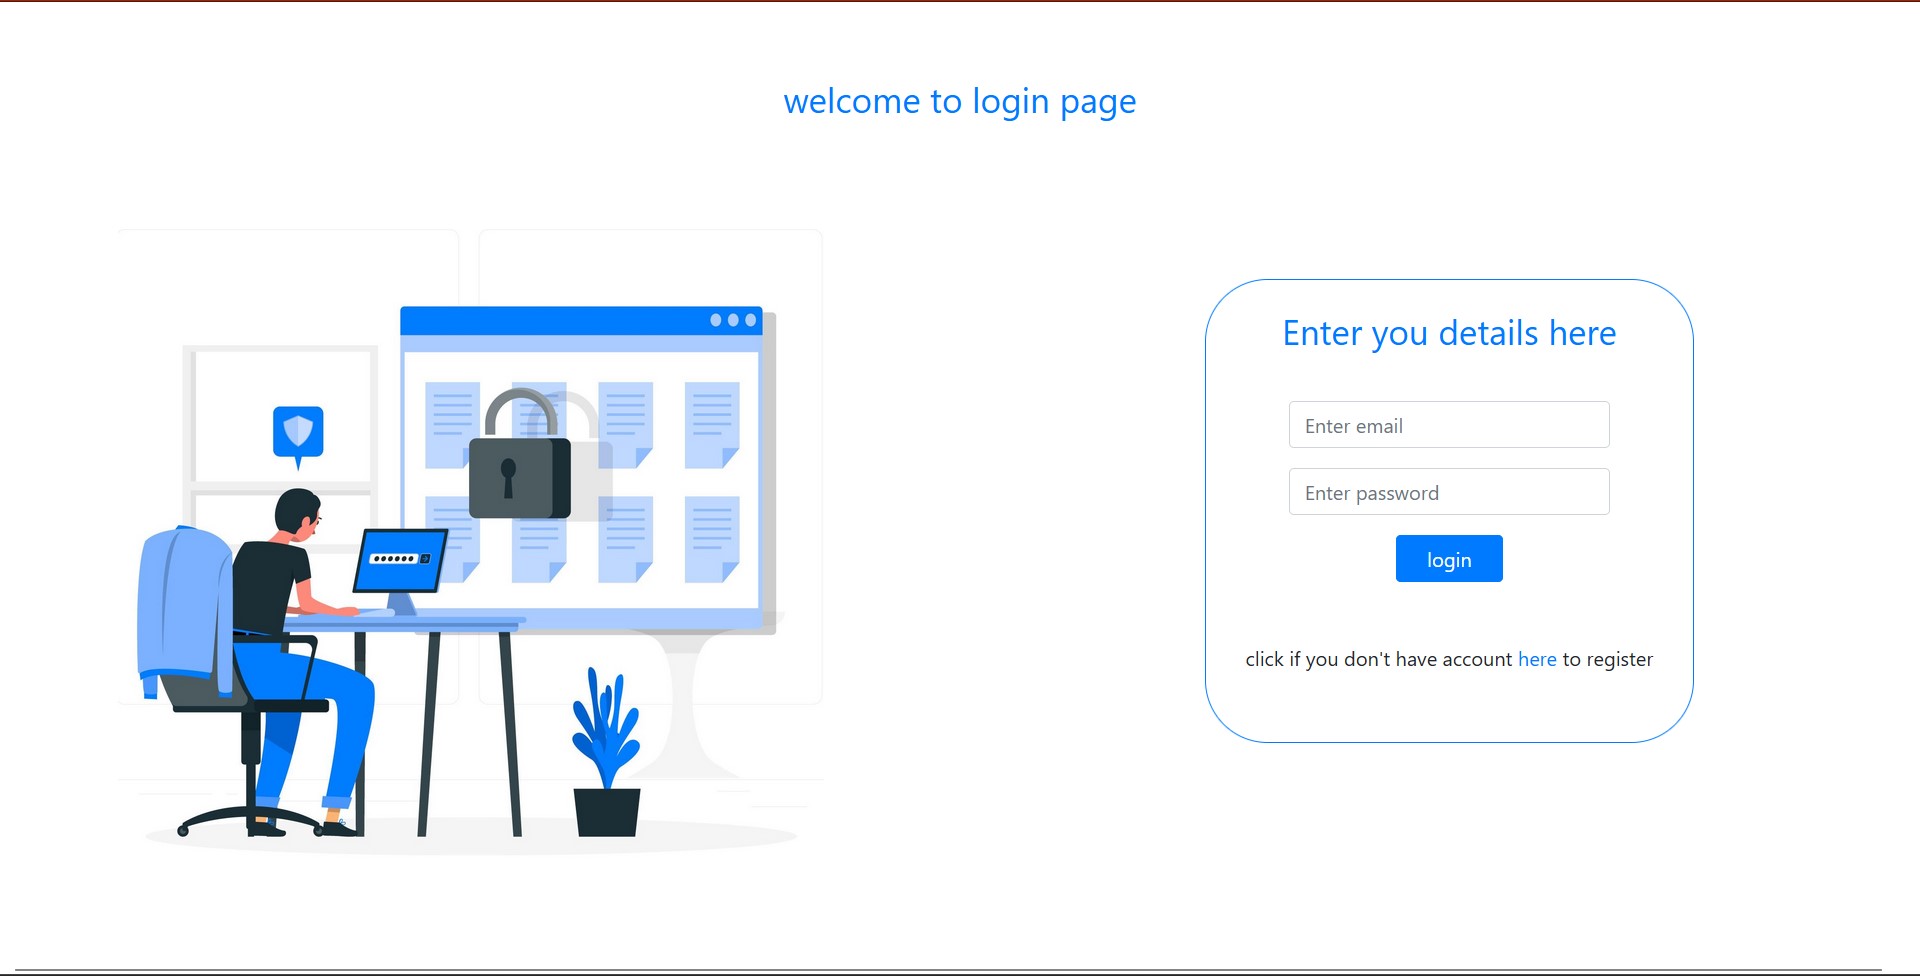 welcome to login page
Enter you details here
Enter email
Enter password
login
click if you don't have account here to register